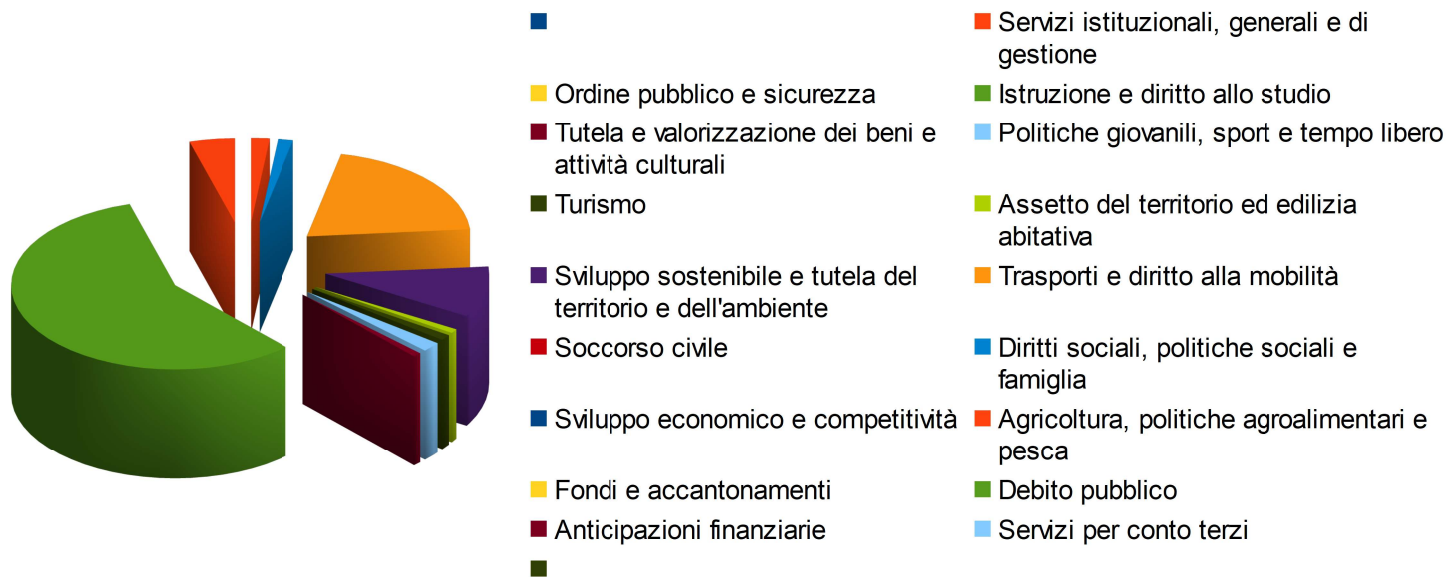 Servizi istituzionali, generali e di
gestione
Ordine pubblico e sicurezza
Istruzione e diritto allo studio
Tutela e valorizzazione dei beni e
attività culturali
Politiche giovanili, sport e tempo libero
Turismo
Assetto del territorio ed edilizia
abitativa
Sviluppo sostenibile e tutela del
territorio e dell'ambiente
Trasporti e diritto alla mobilità
Soccorso civile
Diritti sociali, politiche sociali e
famiglia
Sviluppo economico e competitività
Agricoltura, politiche agroalimentari e
pesca
Fondi e accantonamenti
Debito pubblico
Anticipazioni finanziarie
Servizi per conto terzi